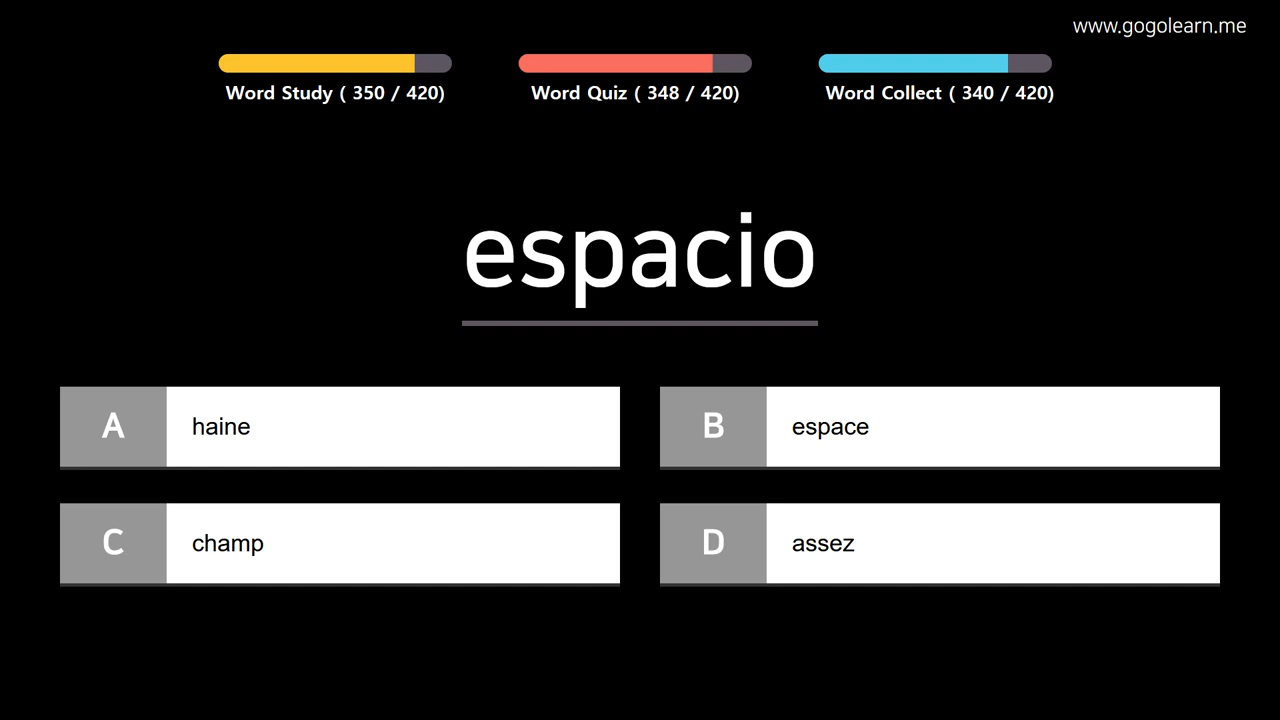 www.gogolearn.me
Word Study ( 350 / 420)
Word Quiz ( 348 / 420)
Word Collect ( 340 / 420)
espacio
A haine
B espace
C champ
D assez